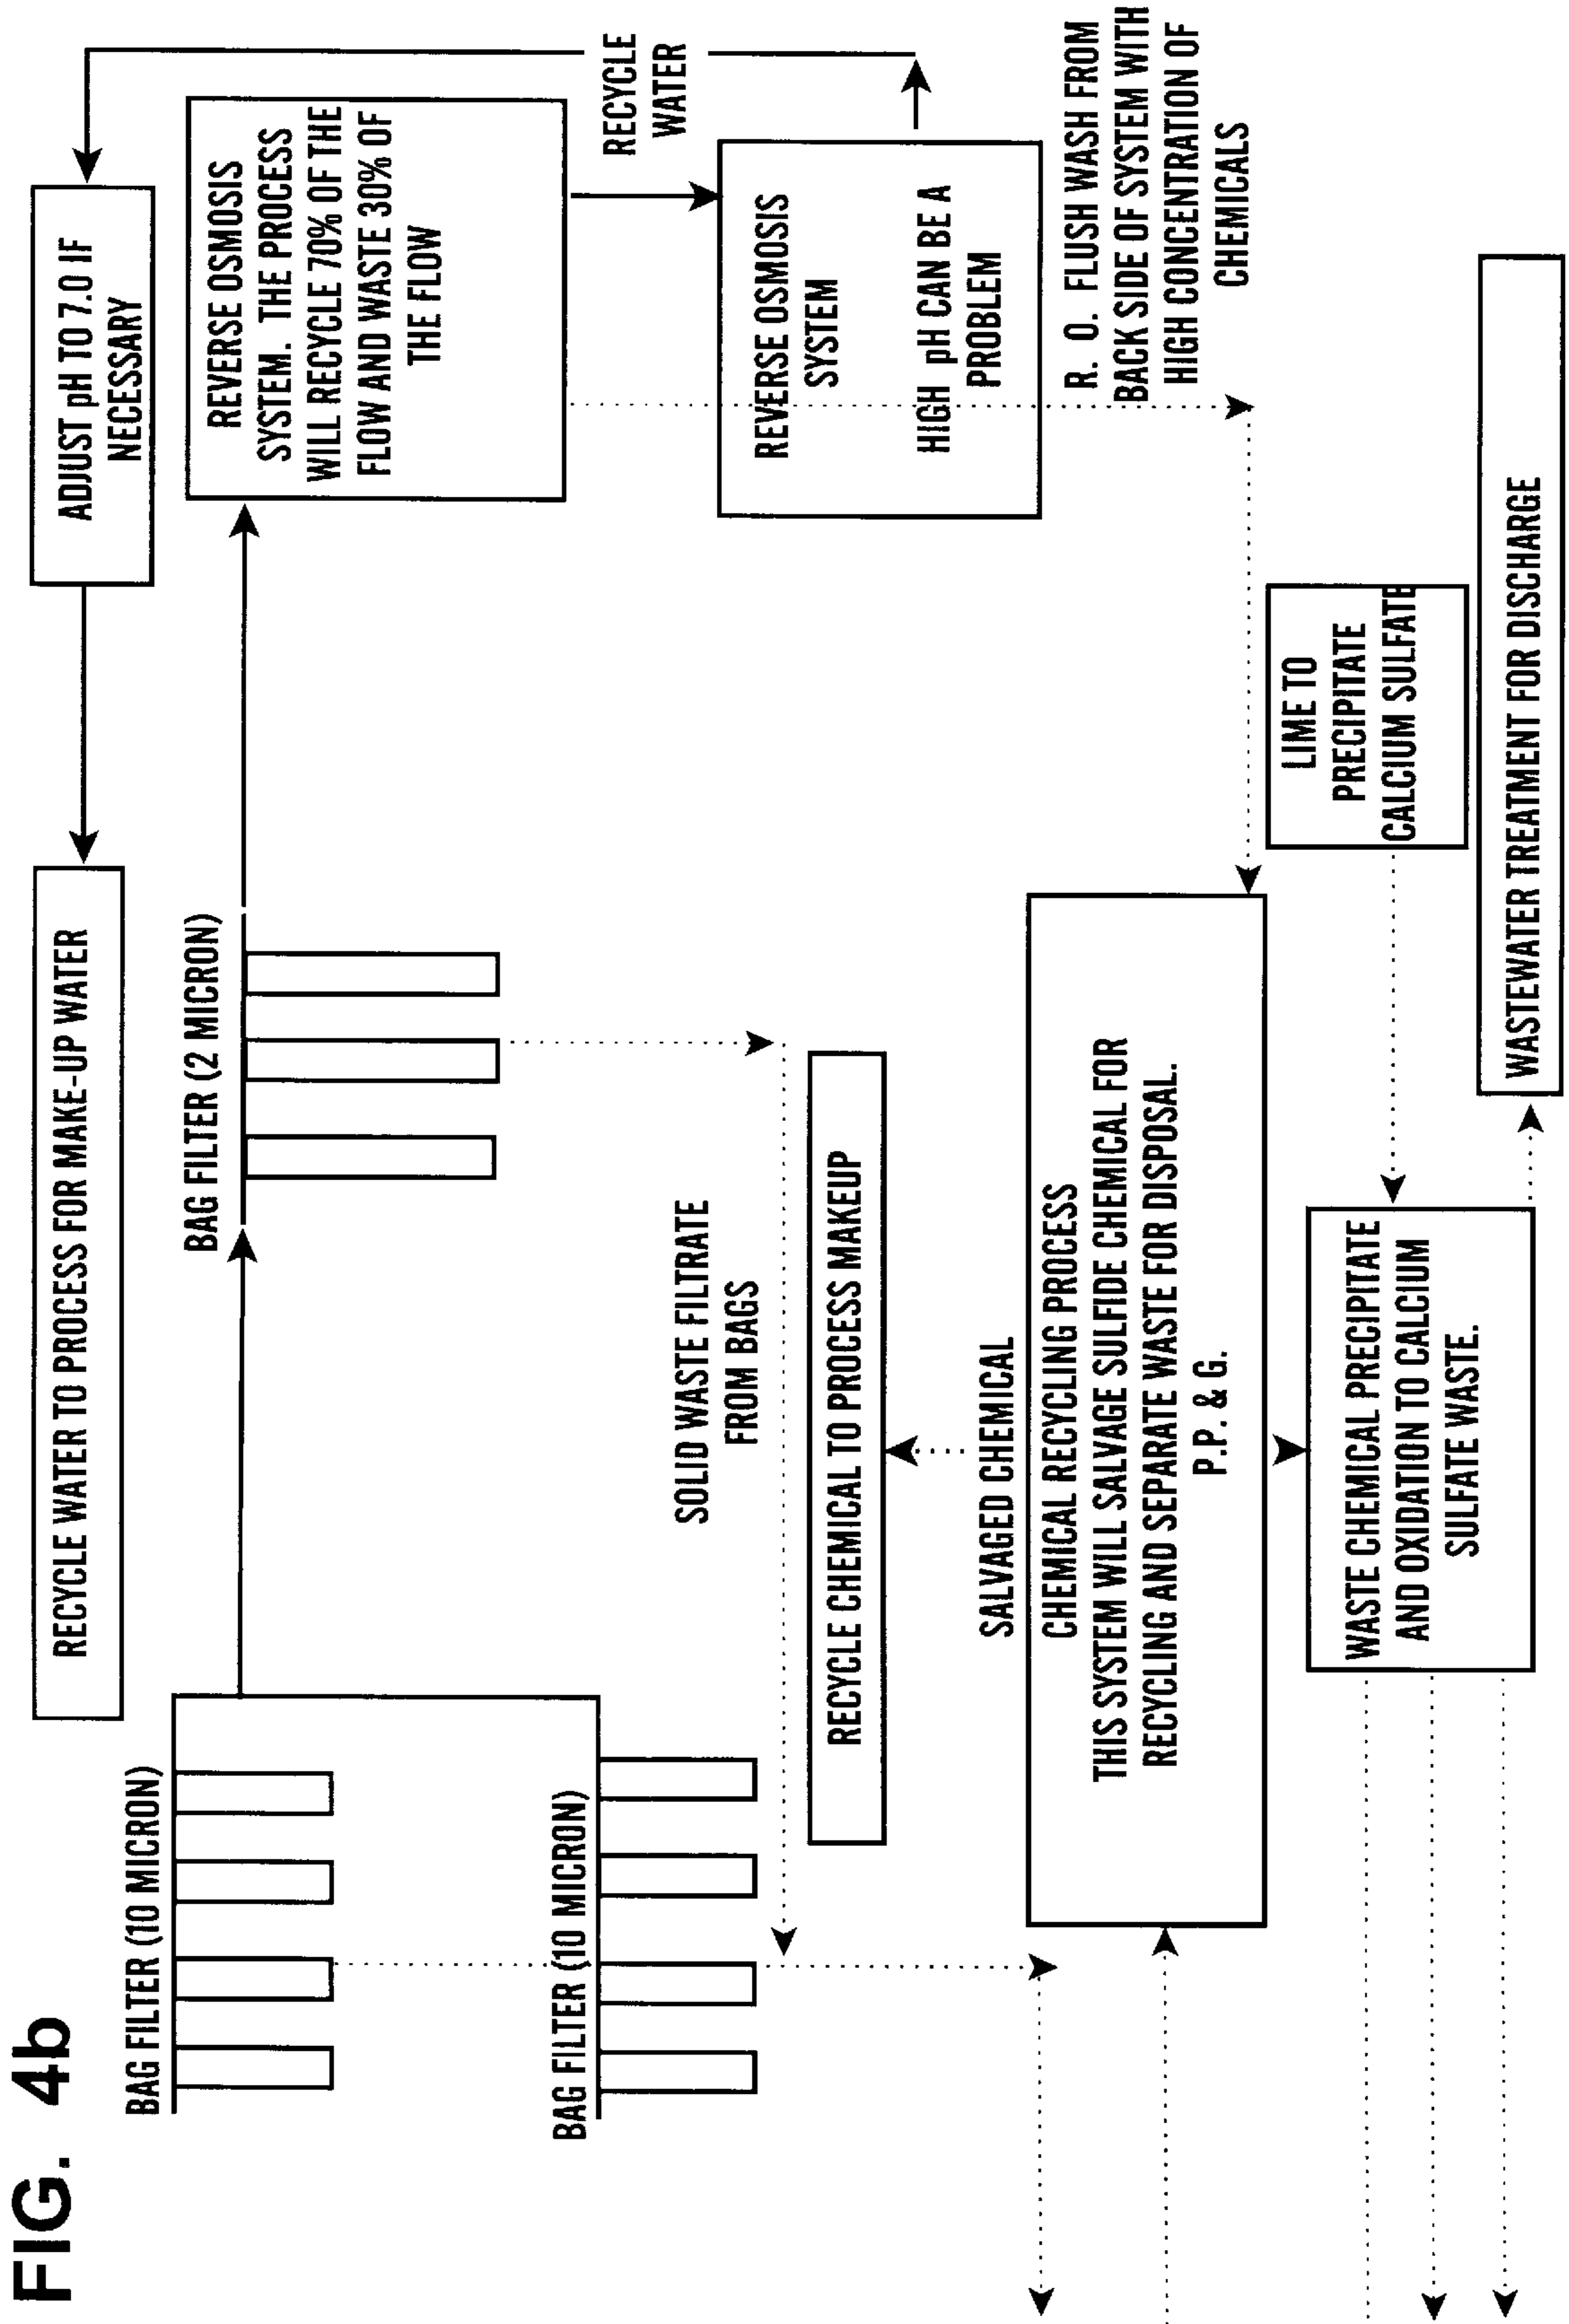 FIG. 4b
RECYCLE WATER TO PROCESS FOR MAKE-UP WATER
ADJUST pH TO 7.0 IF
NECESSARY
BAG FILTER (10 MICRON)
BAG FILTER (2 MICRON)
REVERSE OSMOSIS
SYSTEM. THE PROCESS
WILL RECYCLE 70% OF THE
FLOW AND WASTE 30% OF
THE FLOW
RECYCLE
WATER
BAG FILTER (10 MICRON)
SOLID WASTE FILTRATE
FROM BAGS
REVERSE OSMOSIS
SYSTEM
HIGH pH CAN BE A
PROBLEM
RECYCLE CHEMICAL TO PROCESS MAKEUP
SALVAGED CHEMICAL
R. O. FLUSH WASH FROM
BACK SIDE OF SYSTEM WITH
HIGH CONCENTRATION OF
CHEMICALS
CHEMICAL RECYCLING PROCESS
THIS SYSTEM WILL SALVAGE SULFIDE CHEMICAL FOR
RECYCLING AND SEPARATE WASTE FOR DISPOSAL.
P.P. & G.
LIME TO
PRECIPITATE
CALCIUM SULFATE
WASTE CHEMICAL PRECIPITATE
AND OXIDATION TO CALCIUM
SULFATE WASTE.
WASTEWATER TREATMENT FOR DISCHARGE